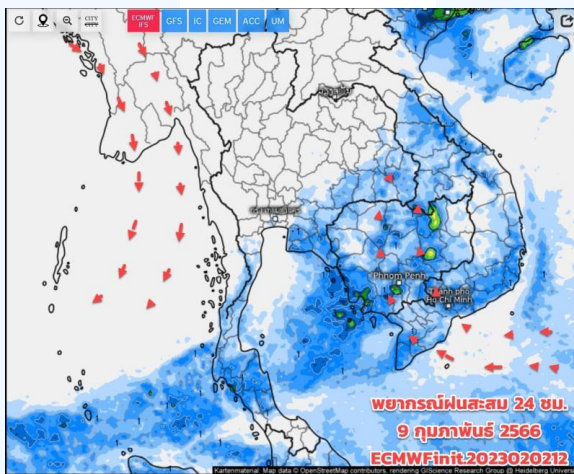 CITY
CITY
ECMWF
IFS
GFS
IC
GEM
ACC
UM
Phnom Penh
Thành phố
Hồ Chí Minh
พยากรณ์ฝนสะสม 24 ชม.
9 กุมภาพันธ์ 2566
ECMWFinit.2023020212
Kartenmaterial: Map data © OpenStreetMap contributors, rendering GIScience Research Group @ Heidelberg Univers